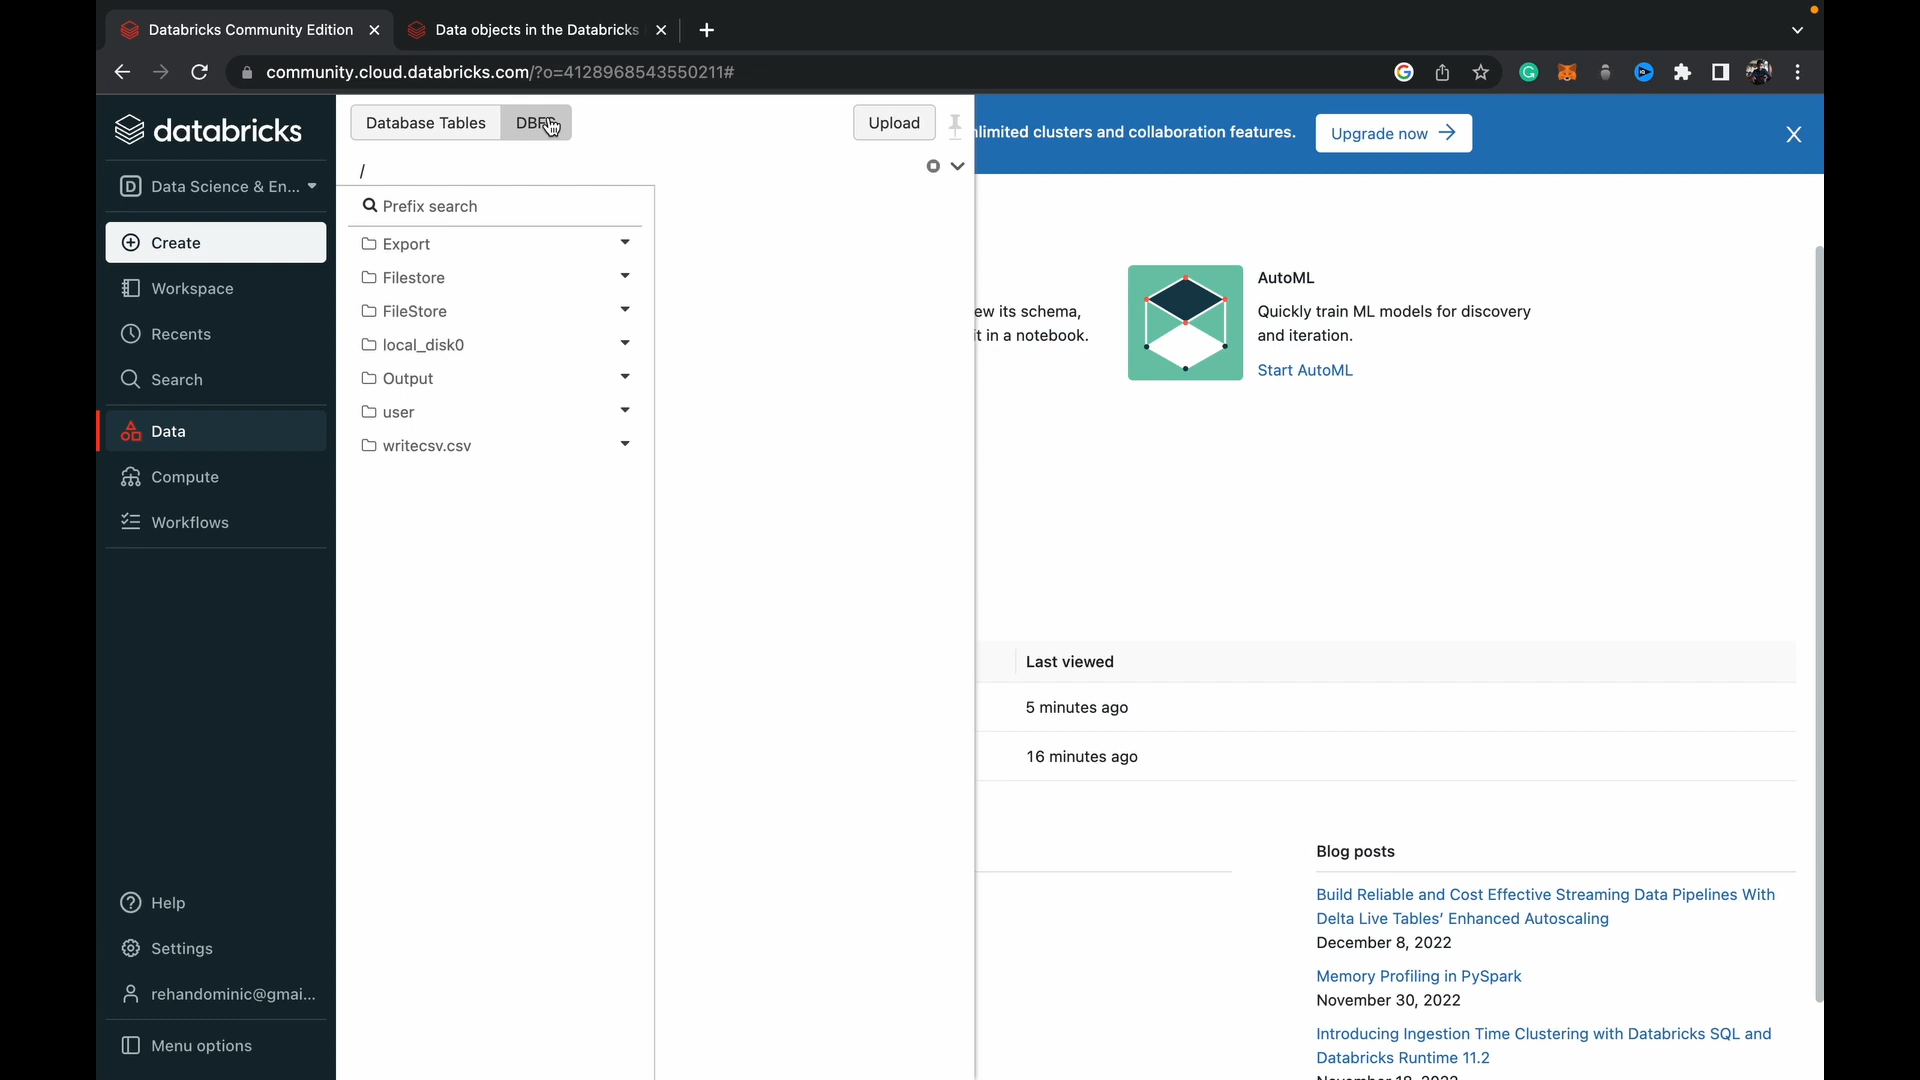 Databricks Community Edition
Data objects in the Databricks
community.cloud.databricks.com/?o=4128968543550211#
databricks
Data Science & En...
Create
Workspace
Recents
Search
Data
Compute
Workflows
Help
Settings
rehandominic@gmai...
Menu options
Database Tables
Upload
/
Prefix search
Export
Filestore
FileStore
local_disk0
Output
user
writecsv.csv
nlimited clusters and collaboration features.
Upgrade now
ew its schema,
it in a notebook.
AutoML
Quickly train ML models for discovery
and iteration.
Start AutoML
Last viewed
5 minutes ago
16 minutes ago
Blog posts
Build Reliable and Cost Effective Streaming Data Pipelines With
Delta Live Tables' Enhanced Autoscaling
December 8, 2022
Memory Profiling in PySpark
November 30, 2022
Introducing Ingestion Time Clustering with Databricks SQL and
Databricks Runtime 11.2